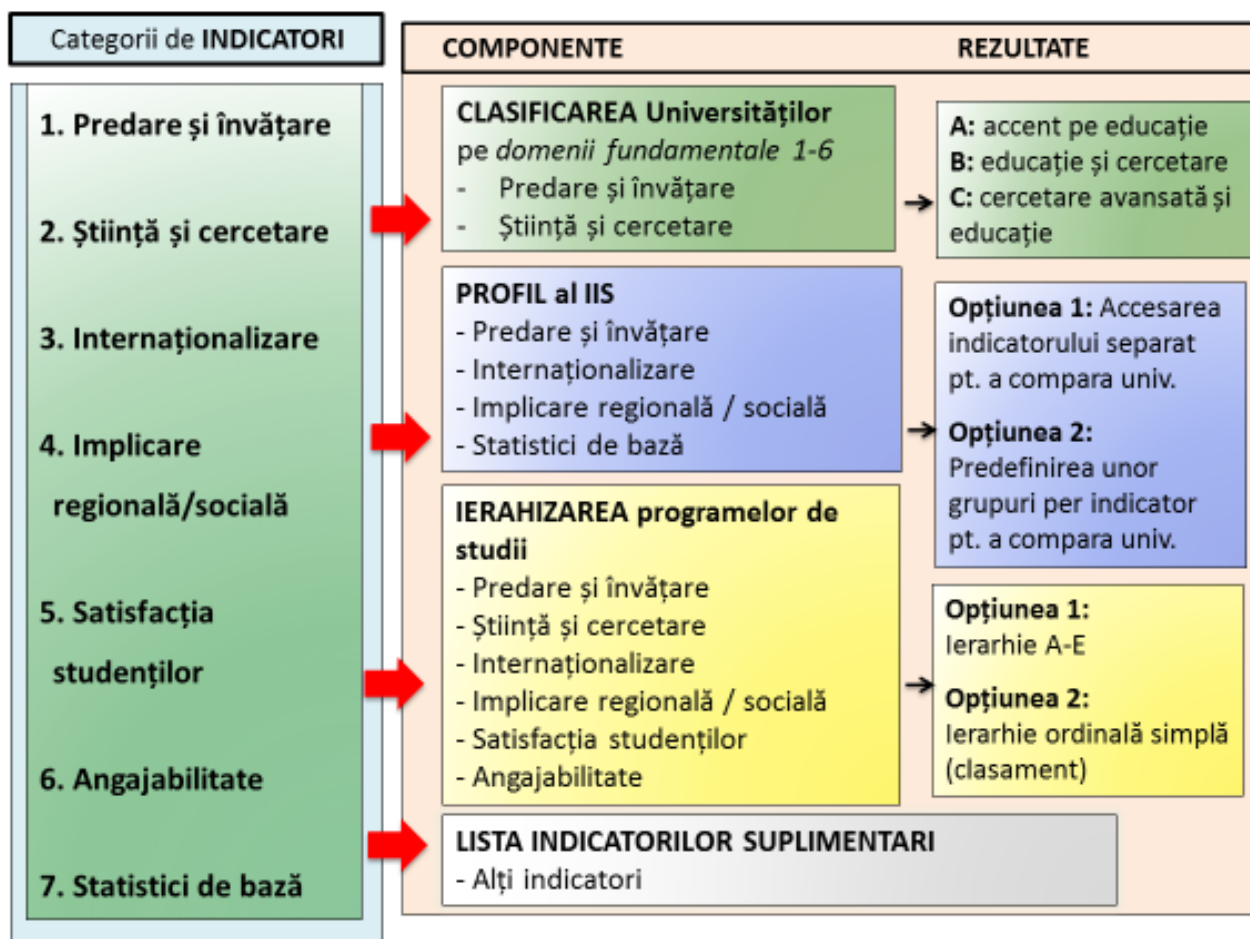 Categorii de INDICATORI
1. Predare și învățare
2. Știință și cercetare
3. Internaționalizare
4. Implicare
regională/socială
5. Satisfacția
studenților
6. Angajabilitate
7. Statistici de bază
COMPONENTE
REZULTATE
CLASIFICAREA Universităților
pe domenii fundamentale 1-6
- Predare și învățare
- Știință și cercetare
A: accent pe educație
B: educație și cercetare
C: cercetare avansată și
educație
PROFIL al IIS
- Predare și învățare
- Internaționalizare
- Implicare regională / socială
- Statistici de bază
Opțiunea 1: Accesarea
indicatorului separat
pt. a compara univ.
Opțiunea 2:
Predefinirea unor
grupuri per indicator
pt. a compara univ.
IERAHIZAREA programelor de
studii
- Predare și învățare
- Știință și cercetare
- Internaționalizare
- Implicare regională / socială
- Satisfacția studenților
- Angajabilitate
Opțiunea 1:
Ierarhie A-E
Opțiunea 2:
Ierarhie ordinală simplă
(clasament)
LISTA INDICATORILOR SUPLIMENTARI
- Alți indicatori